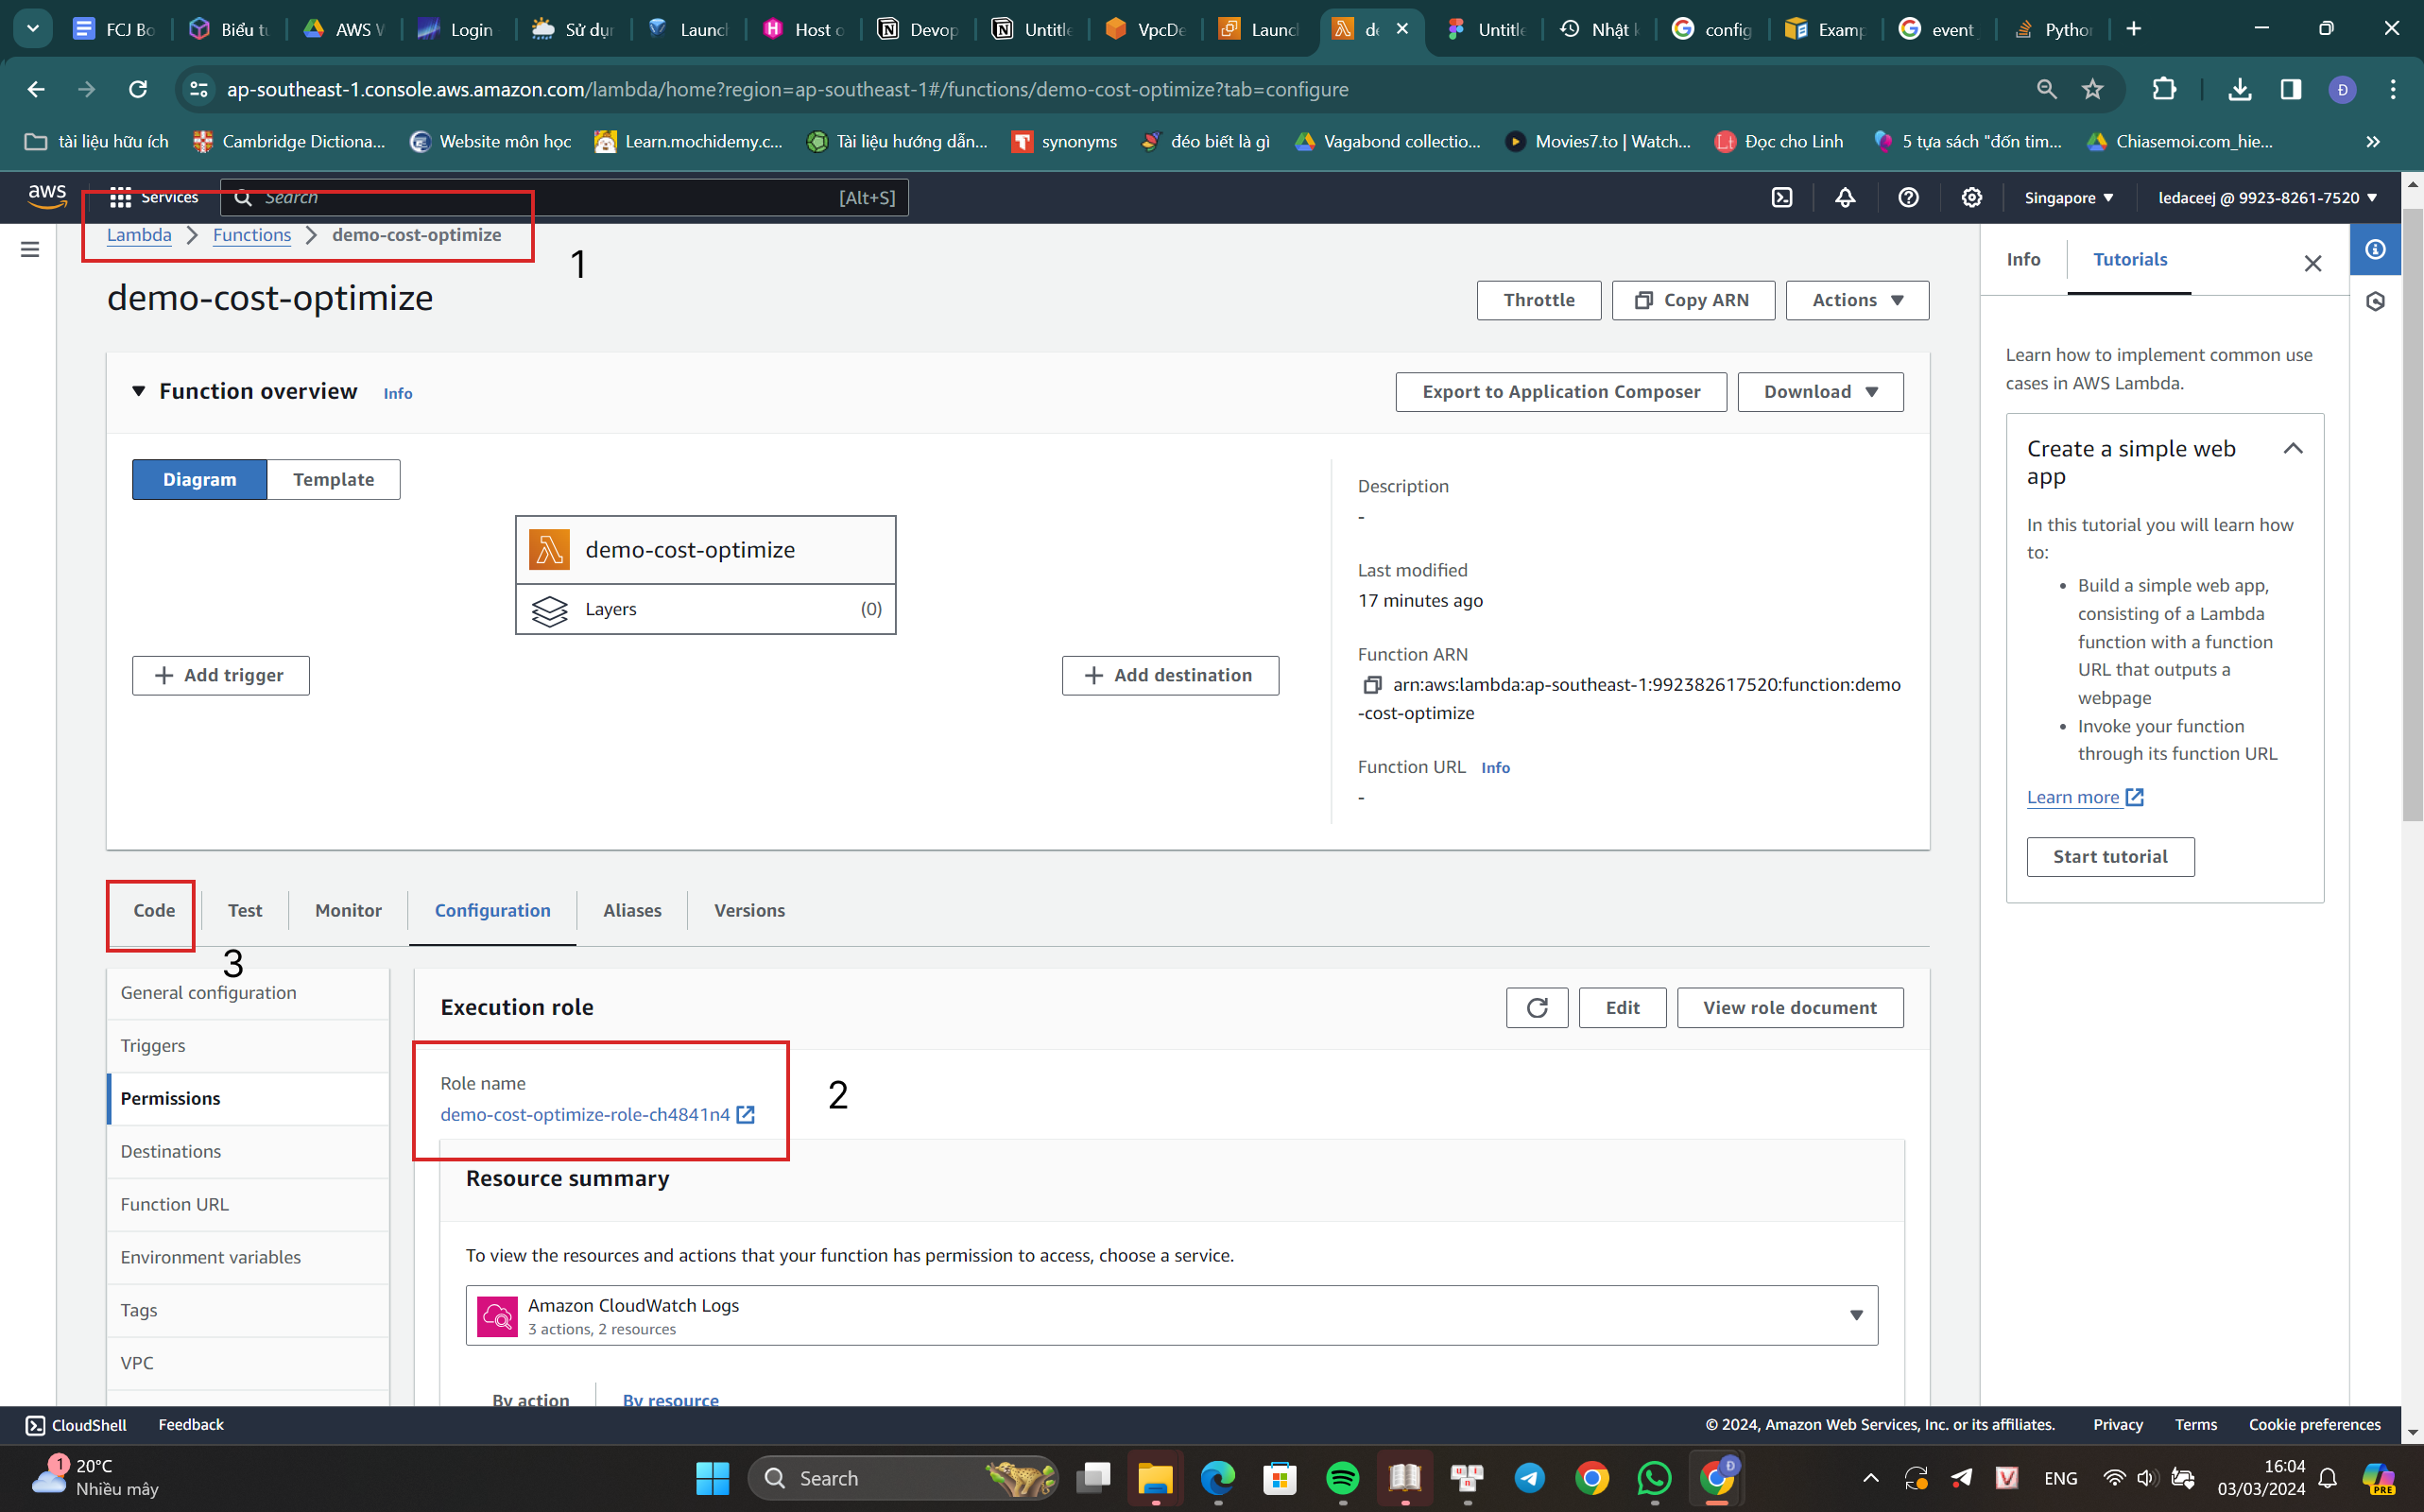 FCJ Bo
Biểu tu
AWS V
Login
Sử dụn
Launc
Host o
Devop
Untitle
VpcDe
Launc
de
Untitle
Nhật k
config
Examp
event_
Python
ap-southeast-1.console.aws.amazon.com/lambda/home?region=ap-southeast-1#/functions/demo-cost-optimize?tab=configure
Đ
tài liệu hữu ích
Cambridge Dictiona...
Website môn học
Learn.mochidemy.c...
Tài liệu hướng dẫn...
synonyms
đéo biết là gì
Vagabond collectio...
Movies7.to | Watch...
Đọc cho Linh
5 tựa sách "đốn tim...
Chiasemoi.com_hie...
aws
Services
Search
[Alt+S]
Singapore
ledaceej @ 9923-8261-7520
Lambda > Functions > demo-cost-optimize
1
demo-cost-optimize
Throttle
Copy ARN
Actions
Function overview Info
Export to Application Composer
Download
Diagram
Template
demo-cost-optimize
Layers
(0)
+ Add trigger
+ Add destination
Description
-
Last modified
17 minutes ago
Function ARN
arn:aws:lambda:ap-southeast-1:992382617520:function:demo
-cost-optimize
Function URL Info
-
Info
Tutorials
Learn how to implement common use
cases in AWS Lambda.
Create a simple web
app
In this tutorial you will learn how
to:
• Build a simple web app,
consisting of a Lambda
function with a function
URL that outputs a
webpage
• Invoke your function
through its function URL
Learn more
Start tutorial
Code
Test
Monitor
Configuration
Aliases
Versions
3
General configuration
Triggers
Permissions
Destinations
Function URL
Environment variables
Tags
VPC
Execution role
Edit
View role document
Role name
demo-cost-optimize-role-ch4841n4
2
Resource summary
To view the resources and actions that your function has permission to access, choose a service.
Amazon CloudWatch Logs
3 actions, 2 resources
By action
By resource
CloudShell
Feedback
© 2024, Amazon Web Services, Inc. or its affiliates.
Privacy
Terms
Cookie preferences
1
20°C
Nhiều mây
Search
Đ
V
ENG
16:04
03/03/2024
PRE